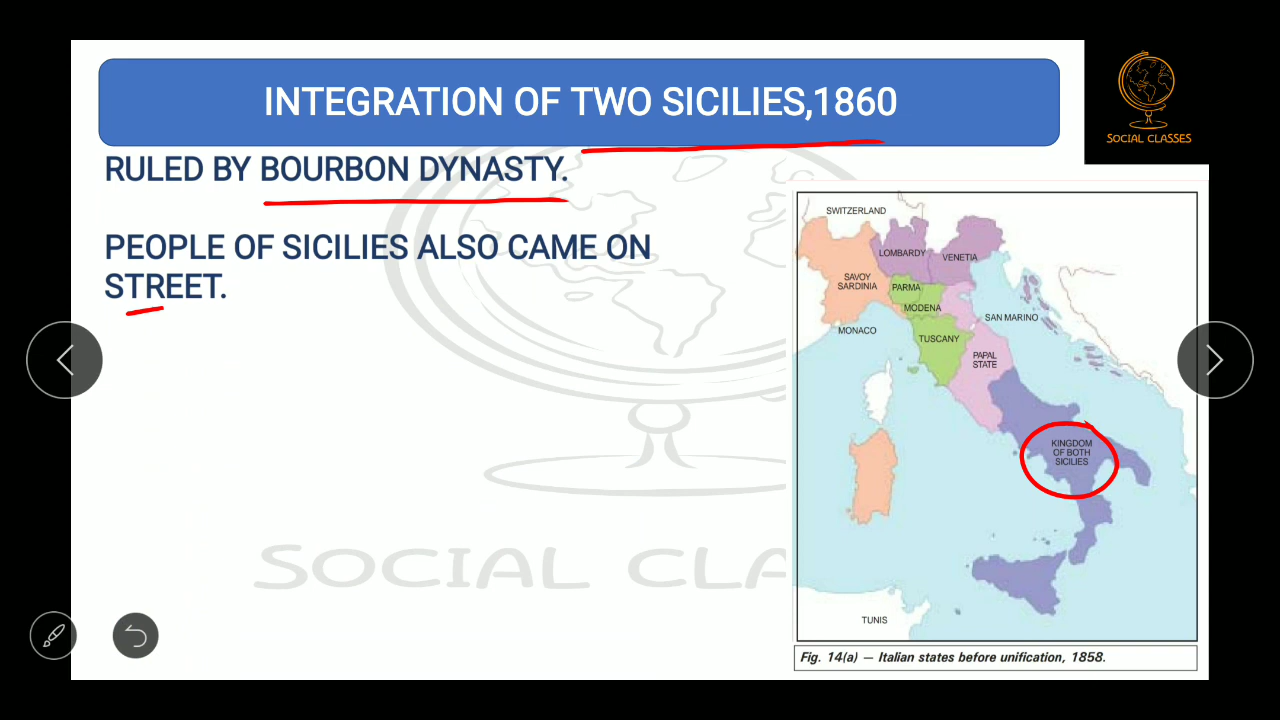 INTEGRATION OF TWO SICILIES,1860
SOCIAL CLASSES
RULED BY BOURBON DYNASTY.
PEOPLE OF SICILIES ALSO CAME ON
STREET.
SWITZERLAND
LOMBARDY
VENETIA
SAVOY
SARDINIA
PARMA
MODENA
SAN MARINO
MONACO
TUSCANY
PAPAL
STATE
KINGDOM
OF BOTH
SICILIES
TUNIS
Fig. 14(a) — Italian states before unification, 1858.
SOCIAL CLA